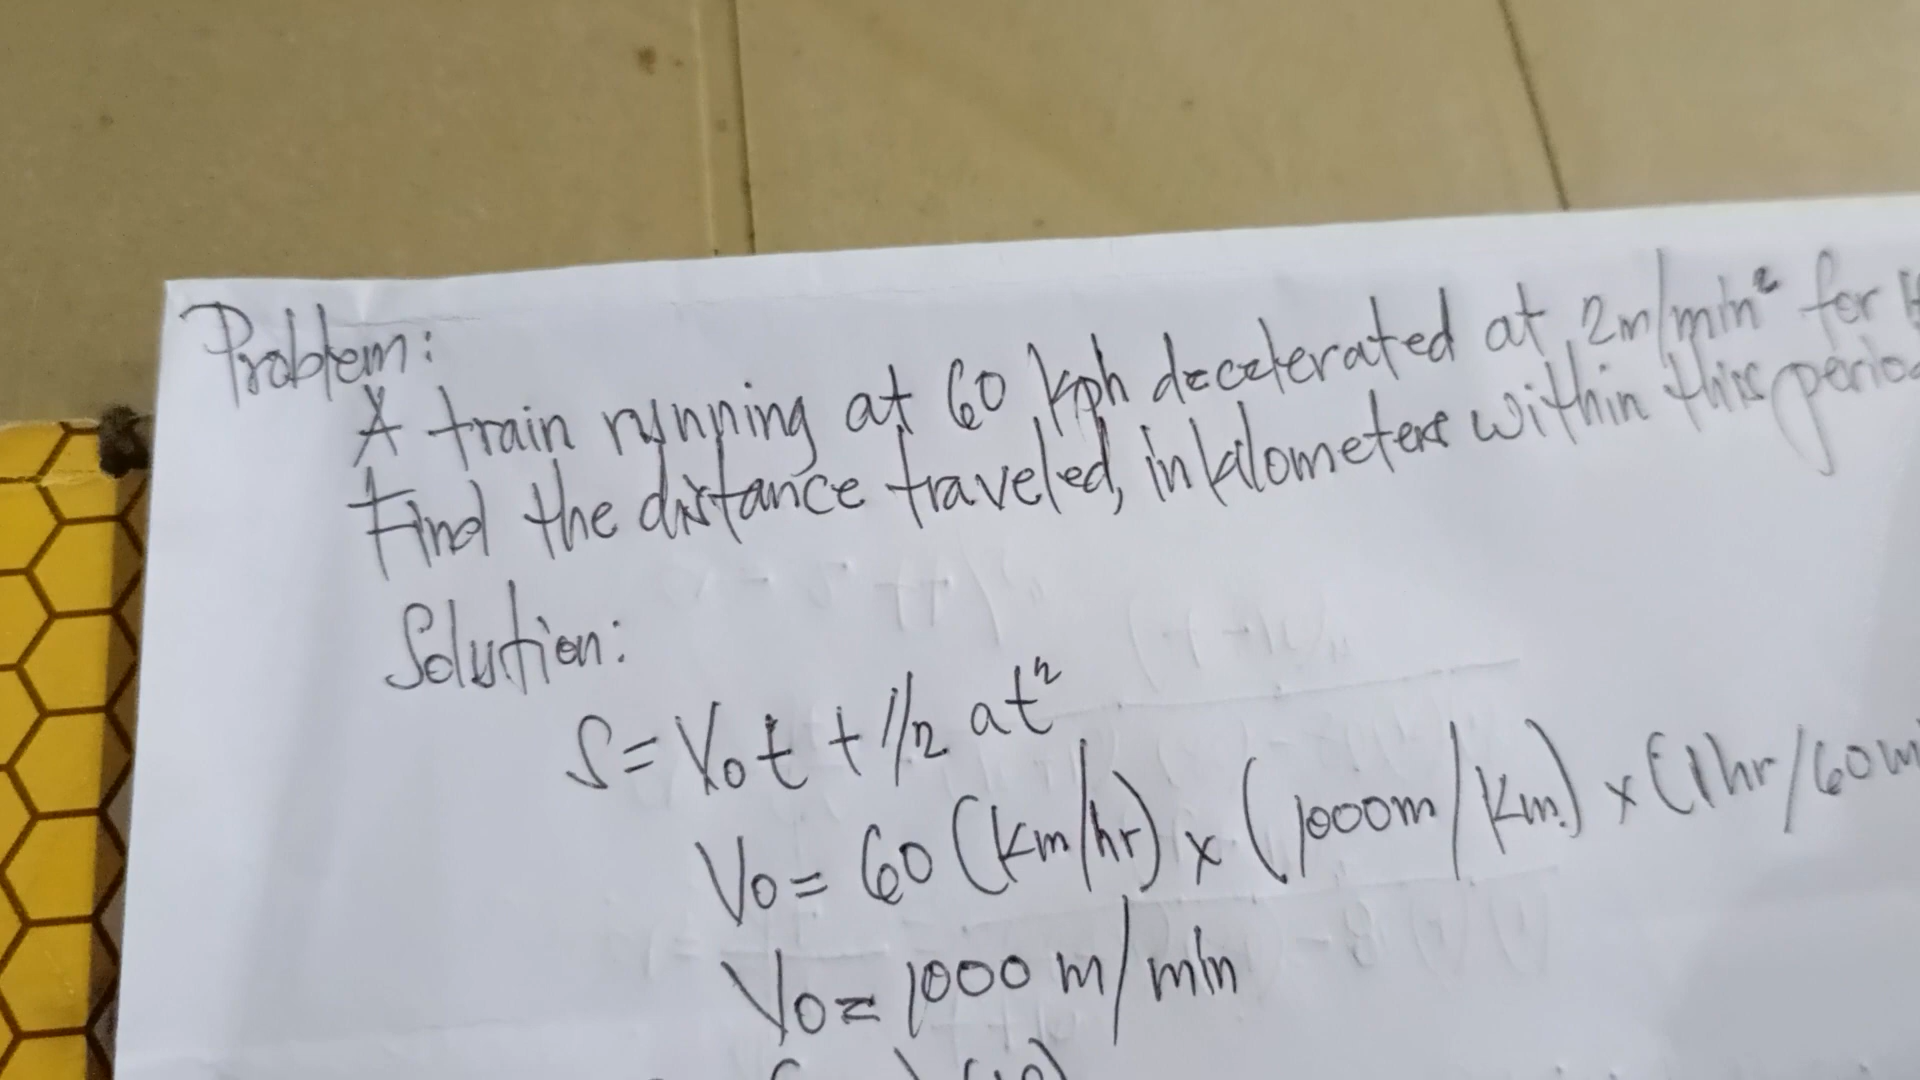 Problem:
A train running at 60 kph decelerated at 2m/min² for
Find the distance traveled, in kilometers within this
Solution:
S = Vot + 1/2 at²
Vo = 60 (km/hr) x (1000m/km) x (1hr/60
Vo = 1000 m/min